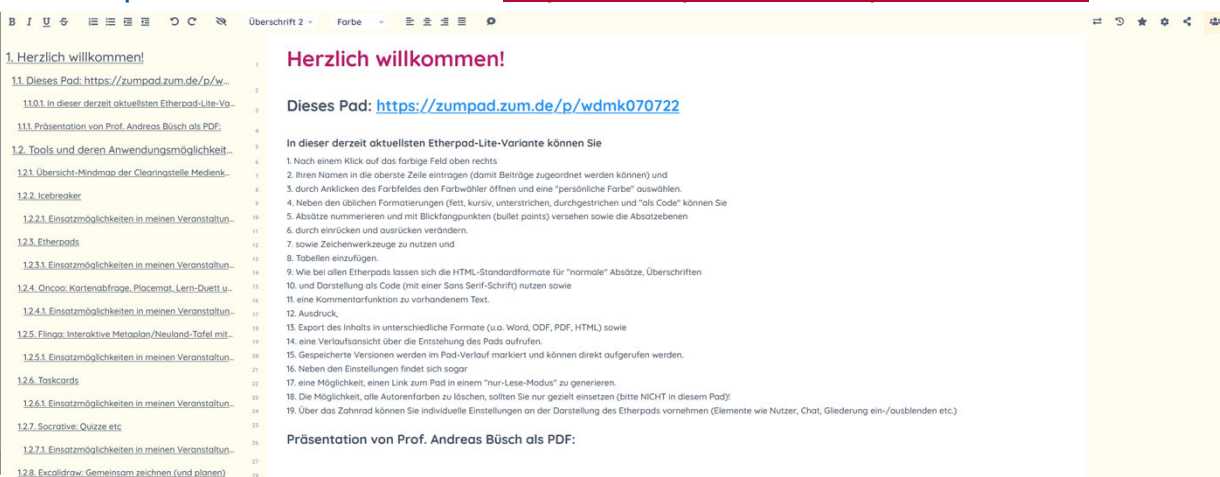 B I U S
Überschrift 2
Farbe
1. Herzlich willkommen!
1.1. Dieses Pad: https://zumpad.zum.de/p/w...
1.1.0.1. In dieser derzeit aktuellsten Etherpad-Lite-Va...
1.1.1. Präsentation von Prof. Andreas Büsch als PDF:
1.2. Tools und deren Anwendungsmöglichkeit...
1.2.1. Übersicht-Mindmap der Clearingstelle Medienk...
1.2.2. Icebreaker
1.2.2.1. Einsatzmöglichkeiten in meinen Veranstaltun...
1.2.3. Etherpads
1.2.3.1. Einsatzmöglichkeiten in meinen Veranstaltun...
1.2.4. Oncoo: Kartenabfrage, Placemat, Lern-Duett u...
1.2.4.1. Einsatzmöglichkeiten in meinen Veranstaltun...
1.2.5. Flinga: Interaktive Metaplan/Neuland-Tafel mit...
1.2.5.1. Einsatzmöglichkeiten in meinen Veranstaltun...
1.2.6. Taskcards
1.2.6.1. Einsatzmöglichkeiten in meinen Veranstaltun...
1.2.7. Socrative: Quizze etc
1.2.7.1. Einsatzmöglichkeiten in meinen Veranstaltun...
1.2.8. Excalidraw: Gemeinsam zeichnen (und planen)
Herzlich willkommen!
Dieses Pad: https://zumpad.zum.de/p/wdmk070722
In dieser derzeit aktuellsten Etherpad-Lite-Variante können Sie
1. Nach einem Klick auf das farbige Feld oben rechts
2. Ihren Namen in die oberste Zeile eintragen (damit Beiträge zugeordnet werden können) und
3. durch Anklicken des Farbfeldes den Farbwähler öffnen und eine "persönliche Farbe" auswählen.
4. Neben den üblichen Formatierungen (fett, kursiv, unterstrichen, durchgestrichen und "als Code" können Sie
5. Absätze nummerieren und mit Blickfangpunkten (bullet points) versehen sowie die Absatzebenen
6. durch einrücken und ausrücken verändern.
7. sowie Zeichenwerkzeuge zu nutzen und
8. Tabellen einzufügen.
9. Wie bei allen Etherpads lassen sich die HTML-Standardformate für "normale" Absätze, Überschriften
10. und Darstellung als Code (mit einer Sans Serif-Schrift) nutzen sowie
11. eine Kommentarfunktion zu vorhandenem Text.
12. Ausdruck,
13. Export des Inhalts in unterschiedliche Formate (u.a. Word, ODF, PDF, HTML) sowie
14. eine Verlaufsansicht über die Entstehung des Pads aufrufen.
15. Gespeicherte Versionen werden im Pad-Verlauf markiert und können direkt aufgerufen werden.
16. Neben den Einstellungen findet sich sogar
17. eine Möglichkeit, einen Link zum Pad in einem "nur-Lese-Modus" zu generieren.
18. Die Möglichkeit, alle Autorenfarben zu löschen, sollten Sie nur gezielt einsetzen (bitte NICHT in diesem Pad)!
19. Über das Zahnrad können Sie individuelle Einstellungen an der Darstellung des Etherpads vornehmen (Elemente wie Nutzer, Chat, Gliederung ein-/ausblenden etc.)
Präsentation von Prof. Andreas Büsch als PDF: